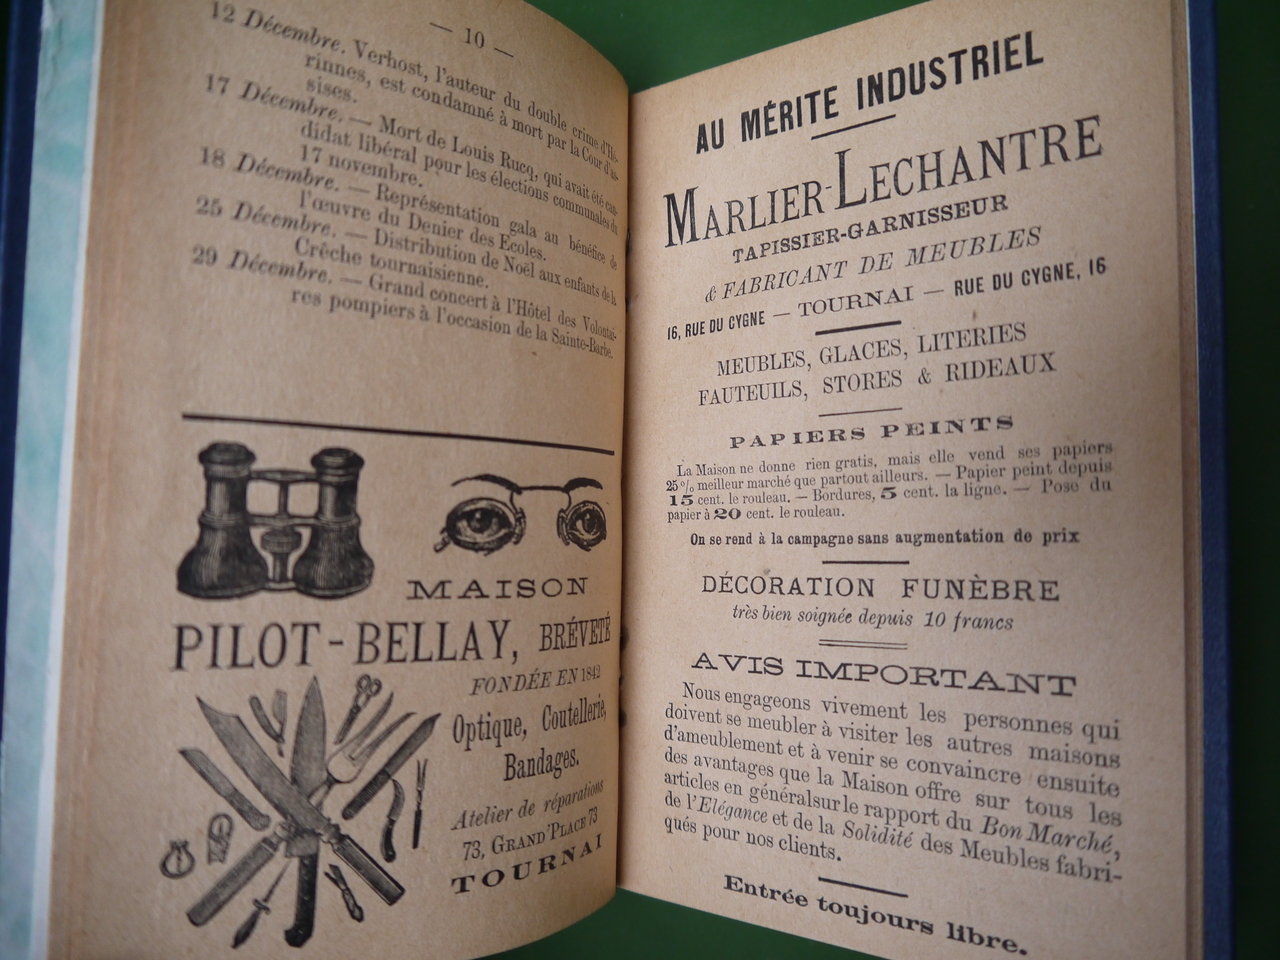 — 10 —
12 Décembre. Verhost, l'auteur du double crime d'Hé-
rinnes, est condamné à mort par la Cour d'as-
sises.
17 Décembre. — Mort de Louis Rucq, qui avait été can-
didat libéral pour les élections communales du
17 novembre.
18 Décembre. — Représentation gala au bénéfice de
l'œuvre du Denier des Ecoles.
25 Décembre. — Distribution de Noël aux enfants de la
Crèche tournaisienne.
29 Décembre. — Grand concert à l'Hôtel des Volontai-
res pompiers à l'occasion de la Sainte-Barbe.
MAISON
PILOT-BELLAY, BREVETÉ
FONDÉE EN 1842
Optique, Coutellerie,
Bandages.
Atelier de réparations
73, GRAND'PLACE 73
TOURNAI
AU MÉRITE INDUSTRIEL
MARLIER-LECHANTRE
TAPISSIER-GARNISSEUR
& FABRICANT DE MEUBLES
16, RUE DU CYGNE — TOURNAI — RUE DU CYGNE, 16
MEUBLES, GLACES, LITERIES
FAUTEUILS, STORES & RIDEAUX
PAPIERS PEINTS
La Maison ne donne rien gratis, mais elle vend ses papiers
25 % meilleur marché que partout ailleurs. — Papier peint depuis
15 cent. le rouleau. — Bordures, 5 cent. la ligne. — Pose du
papier à 20 cent. le rouleau.
On se rend à la campagne sans augmentation de prix
DÉCORATION FUNÈBRE
très bien soignée depuis 10 francs
AVIS IMPORTANT
Nous engageons vivement les personnes qui
doivent se meubler à visiter les autres maisons
d'ameublement et à venir se convaincre ensuite
des avantages que la Maison offre sur tous les
articles en généralsur le rapport du Bon Marché,
de l'Elégance et de la Solidité des Meubles fabri-
qués pour nos clients.
Entrée toujours libre.